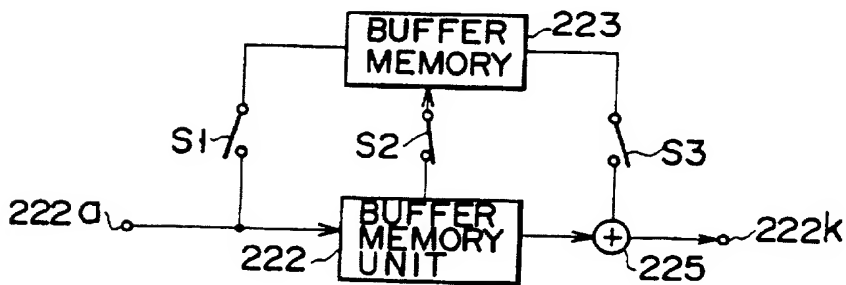 BUFFER
MEMORY
223
S1
S2
S3
222a
222
BUFFER
MEMORY
UNIT
+
225
222k